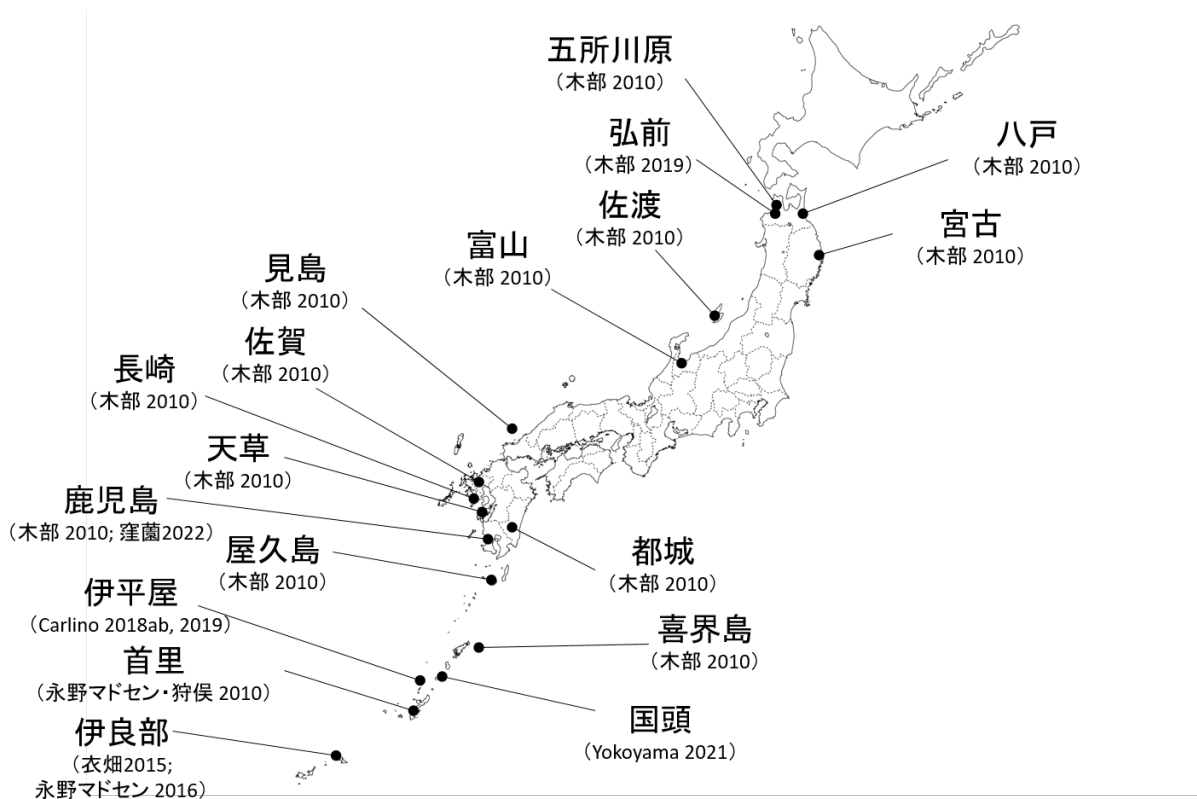 五所川原
（木部 2010）
弘前
（木部 2019）
八戸
（木部 2010）
佐渡
（木部 2010）
宮古
（木部 2010）
富山
（木部 2010）
見島
（木部 2010）
佐賀
（木部 2010）
長崎
（木部 2010）
天草
（木部 2010）
鹿児島
（木部 2010; 窪薗2022）
屋久島
（木部 2010）
都城
（木部 2010）
伊平屋
（Carlino 2018ab, 2019）
喜界島
（木部 2010）
首里
（永野マドセン・狩俣 2010）
国頭
（Yokoyama 2021）
伊良部
（衣畑2015;
永野マドセン 2016）